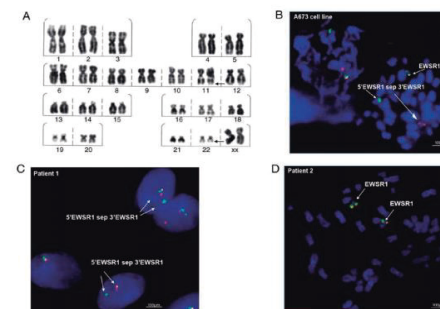 A
1 2 3 4 5
6 7 8 9 10 11 12
13 14 15 16 17 18
19 20 21 22 xx
B
A673 cell line
EWSR1
5'EWSR1 sep 3'EWSR1
C
Patient 1
5'EWSR1 sep 3'EWSR1
5'EWSR1 sep 3'EWSR1
D
Patient 2
EWSR1
EWSR1